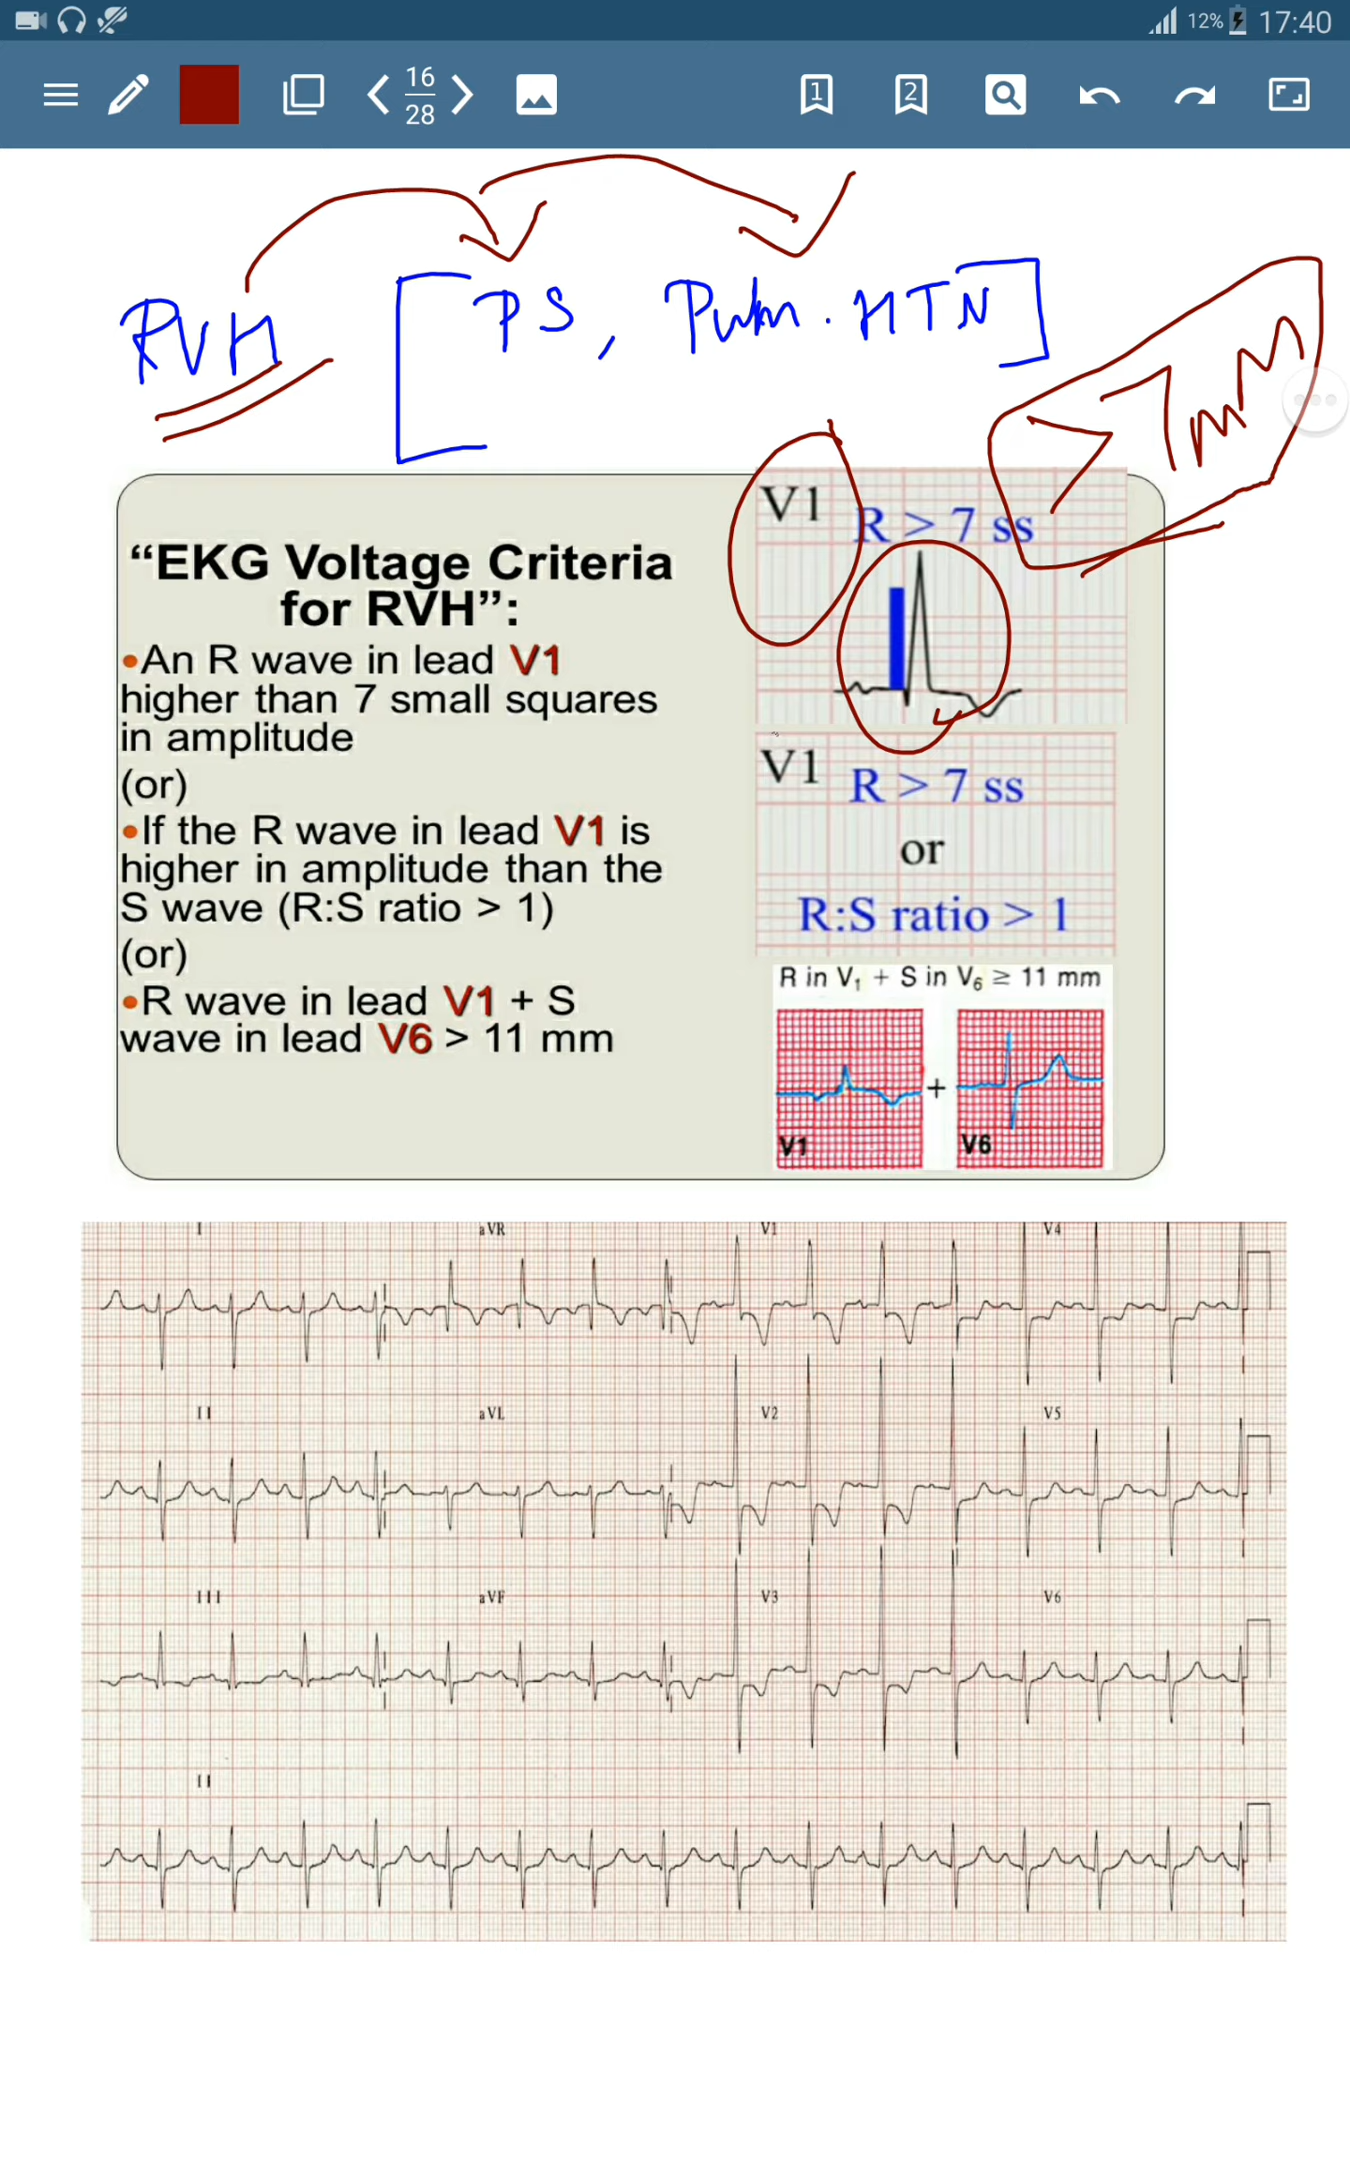 12% 17:40
16
28
1
2
RVH [ PS, Pulm. HTN ]
> 7mm
"EKG Voltage Criteria
for RVH":
•An R wave in lead V1
higher than 7 small squares
in amplitude
(or)
•If the R wave in lead V1 is
higher in amplitude than the
S wave (R:S ratio > 1)
(or)
•R wave in lead V1 + S
wave in lead V6 > 11 mm
V1
R > 7 ss
V1 R > 7 ss
or
R:S ratio > 1
R in V₁ + S in V₆ ≥ 11 mm
+
V1 V6
I aVR V1 V4
II aVL V2 V5
III aVF V3 V6
II